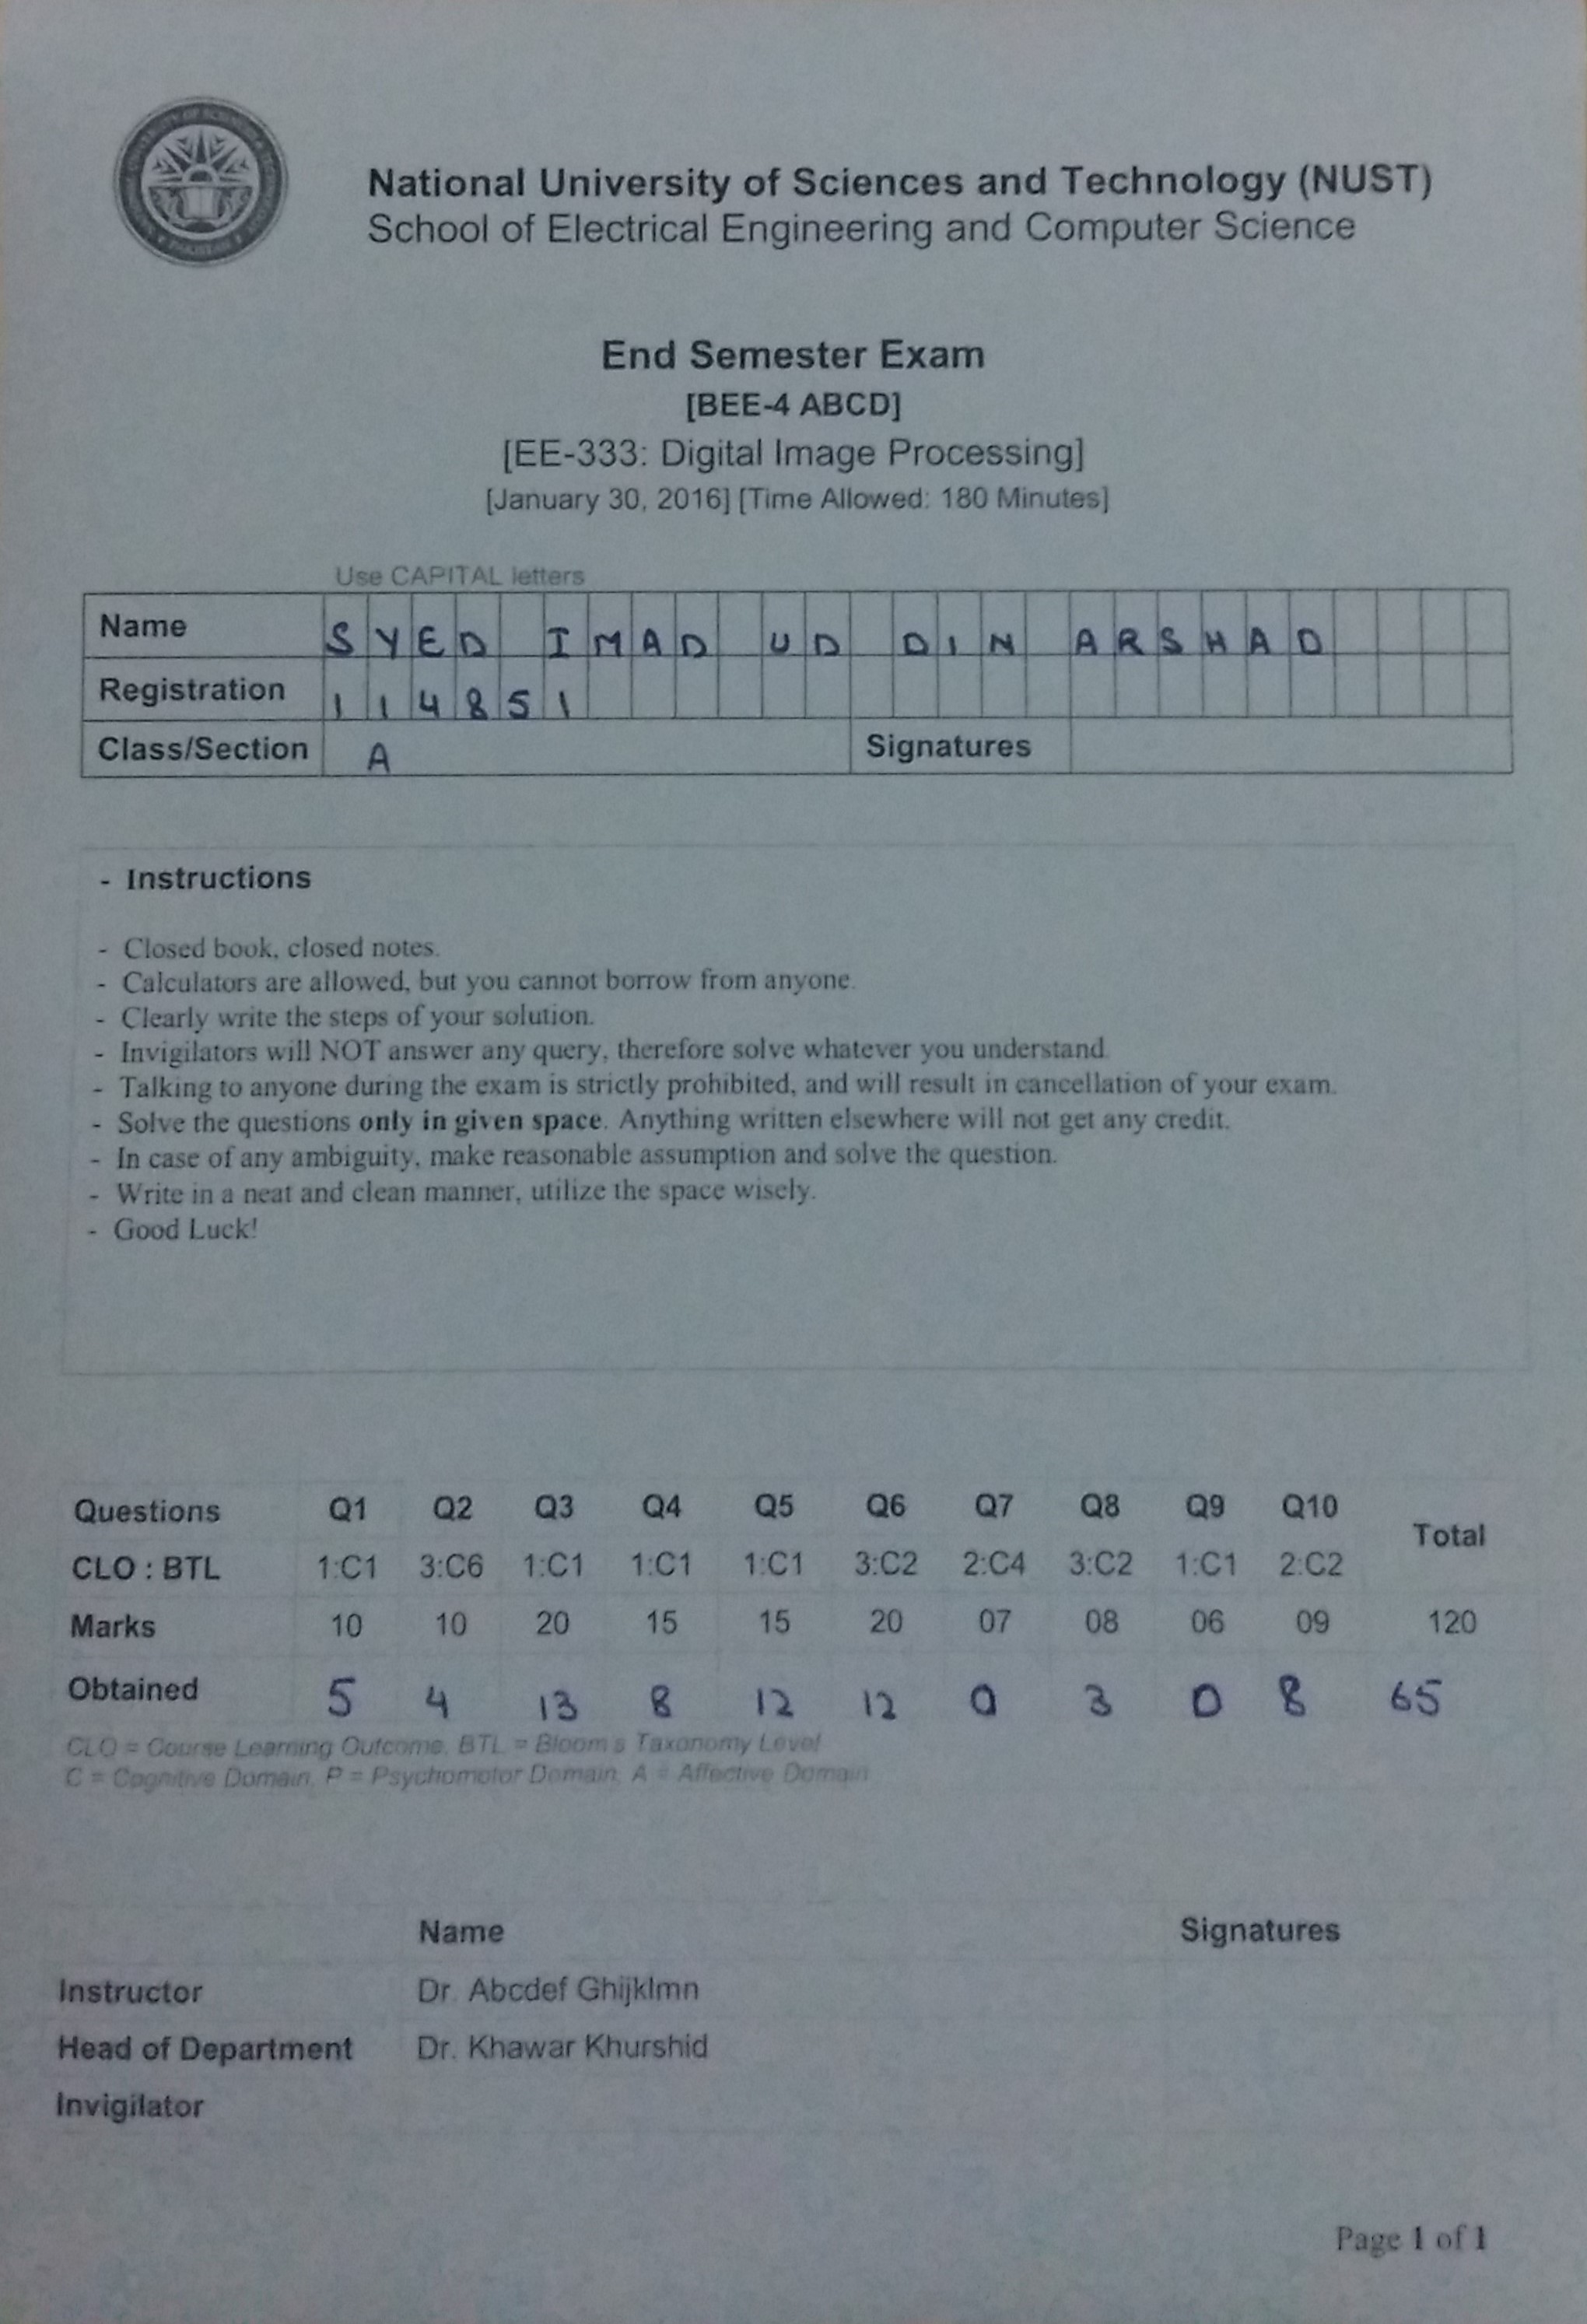 National University of Sciences and Technology (NUST)
School of Electrical Engineering and Computer Science
End Semester Exam
[BEE-4 ABCD]
[EE-333: Digital Image Processing]
[January 30, 2016] [Time Allowed: 180 Minutes]
Use CAPITAL letters
Name SYED IMAD UD DIN ARSHAD
Registration 114851
Class/Section A Signatures
- Instructions
- Closed book, closed notes.
- Calculators are allowed, but you cannot borrow from anyone.
- Clearly write the steps of your solution.
- Invigilators will NOT answer any query, therefore solve whatever you understand.
- Talking to anyone during the exam is strictly prohibited, and will result in cancellation of your exam.
- Solve the questions only in given space. Anything written elsewhere will not get any credit.
- In case of any ambiguity, make reasonable assumption and solve the question.
- Write in a neat and clean manner, utilize the space wisely.
- Good Luck!
Questions Q1 Q2 Q3 Q4 Q5 Q6 Q7 Q8 Q9 Q10 Total
CLO : BTL 1:C1 3:C6 1:C1 1:C1 1:C1 3:C2 2:C4 3:C2 1:C1 2:C2
Marks 10 10 20 15 15 20 07 08 06 09 120
Obtained 5 4 13 8 12 12 0 3 0 8 65
CLO = Course Learning Outcome, BTL = Bloom s Taxonomy Level
C = Cognitive Domain, P = Psychomotor Domain, A = Affective Domain
Name Signatures
Instructor Dr. Abcdef Ghijklmn
Head of Department Dr. Khawar Khurshid
Invigilator
Page 1 of 1